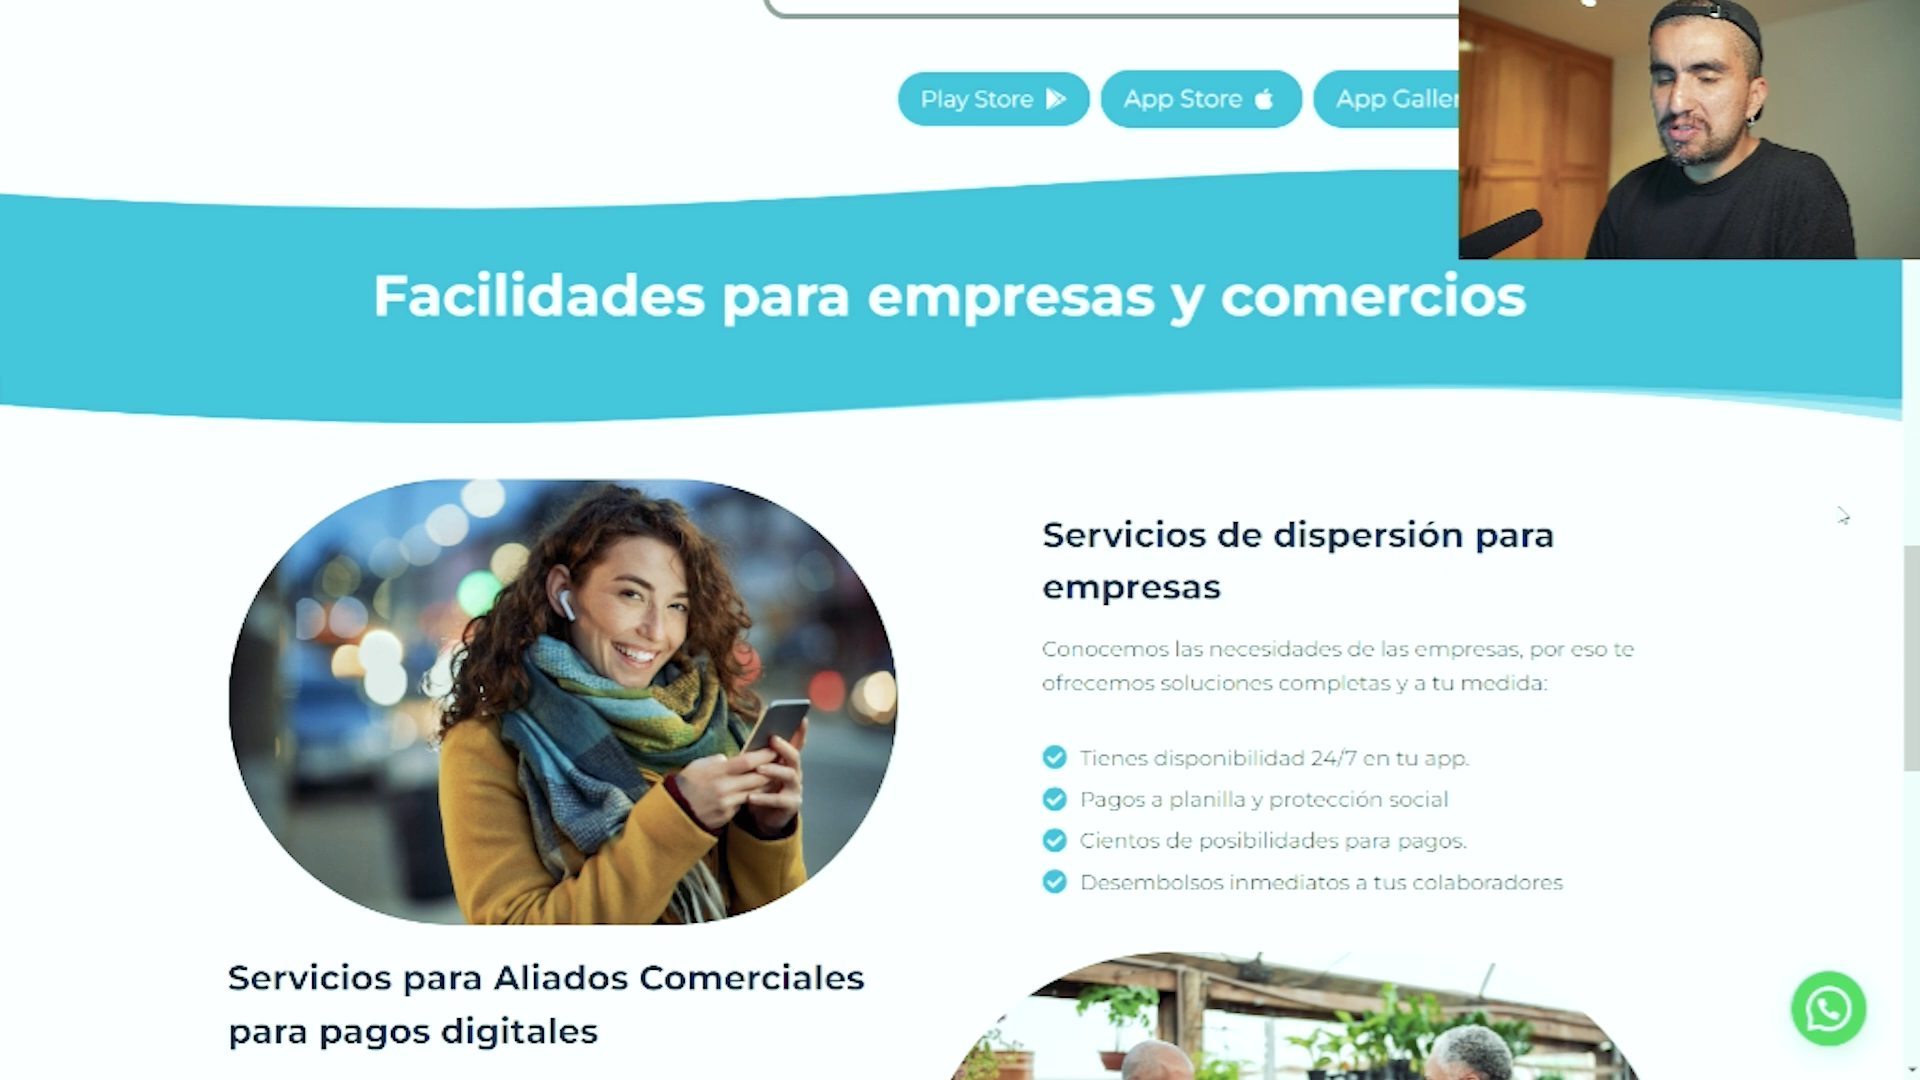 Play Store
App Store
App Galler
Facilidades para empresas y comercios
Servicios de dispersión para
empresas
Conocemos las necesidades de las empresas, por eso te
ofrecemos soluciones completas y a tu medida:
Tienes disponibilidad 24/7 en tu app.
Pagos a planilla y protección social
Cientos de posibilidades para pagos.
Desembolsos inmediatos a tus colaboradores
Servicios para Aliados Comerciales
para pagos digitales